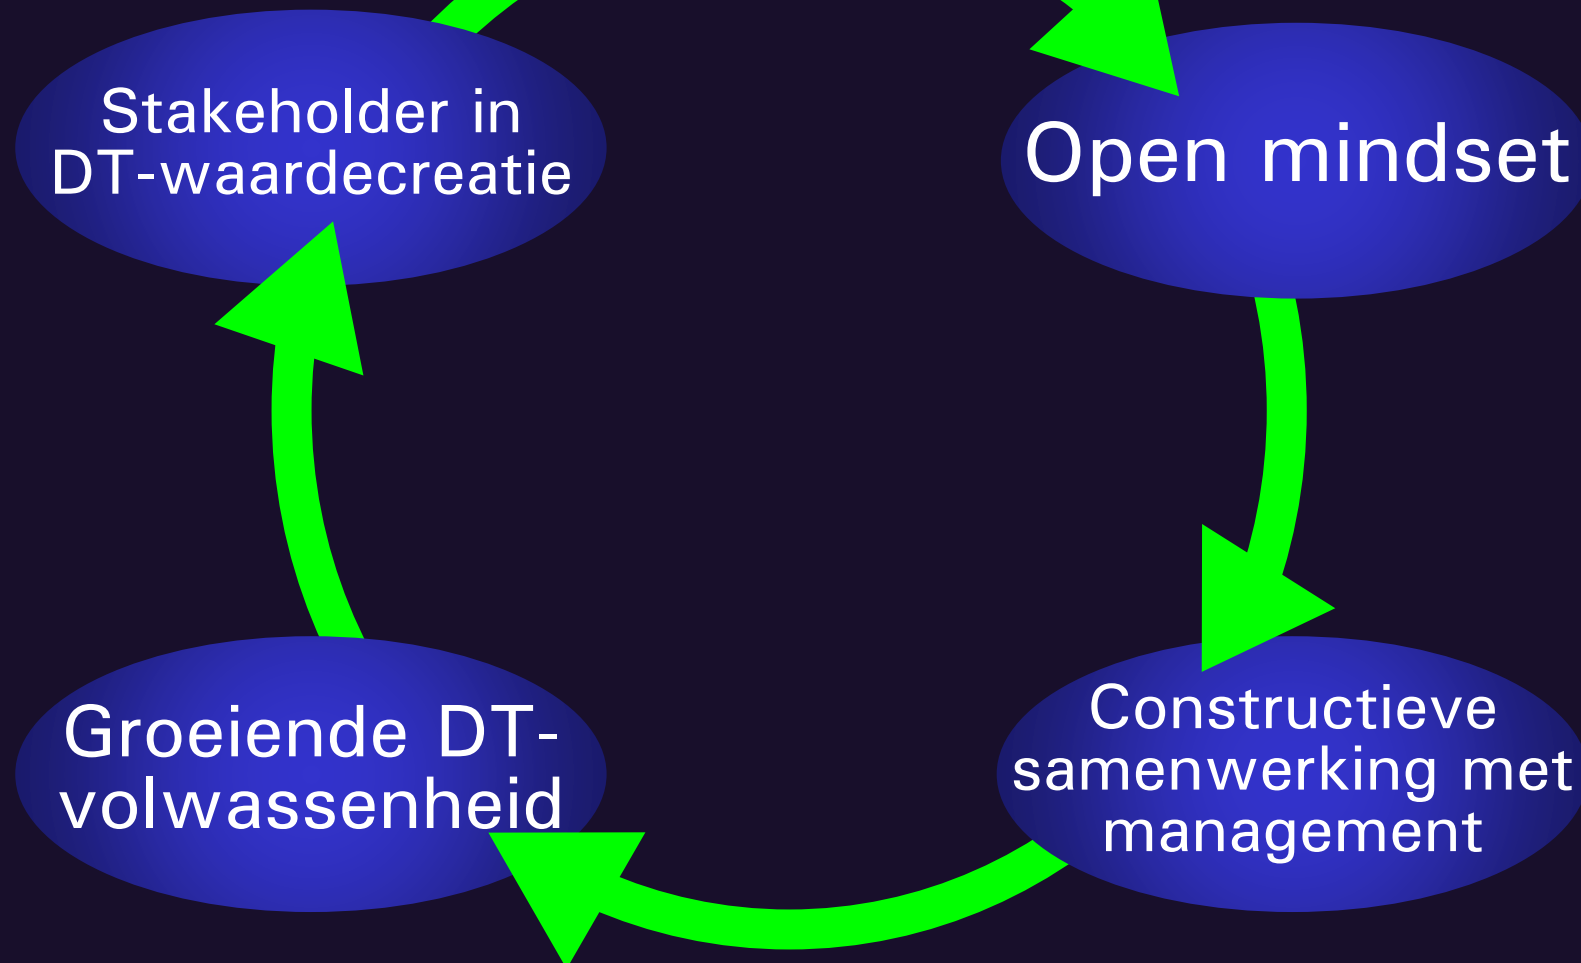 Stakeholder in
DT-waardecreatie
Open mindset
Groeiende DT-
volwassenheid
Constructieve
samenwerking met
management